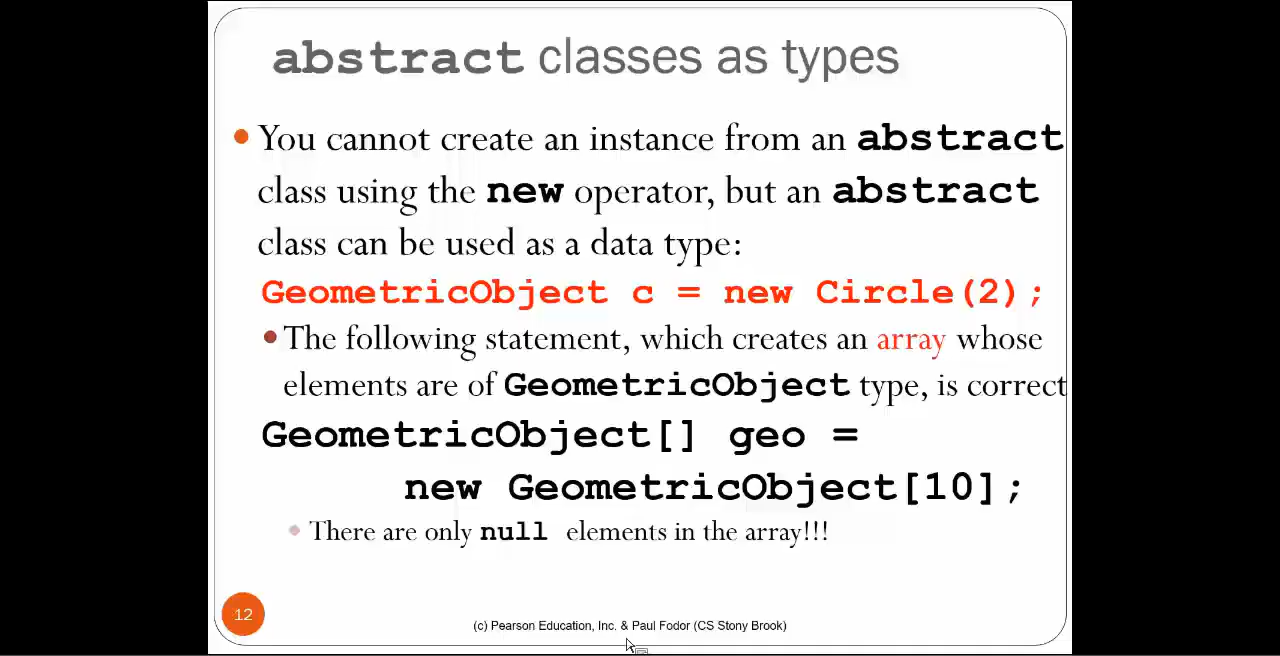 abstract classes as types
You cannot create an instance from an abstract
class using the new operator, but an abstract
class can be used as a data type:
GeometricObject c = new Circle(2);
The following statement, which creates an array whose
elements are of GeometricObject type, is correct
GeometricObject[] geo =
new GeometricObject[10];
There are only null elements in the array!!!
12
(c) Pearson Education, Inc. & Paul Fodor (CS Stony Brook)